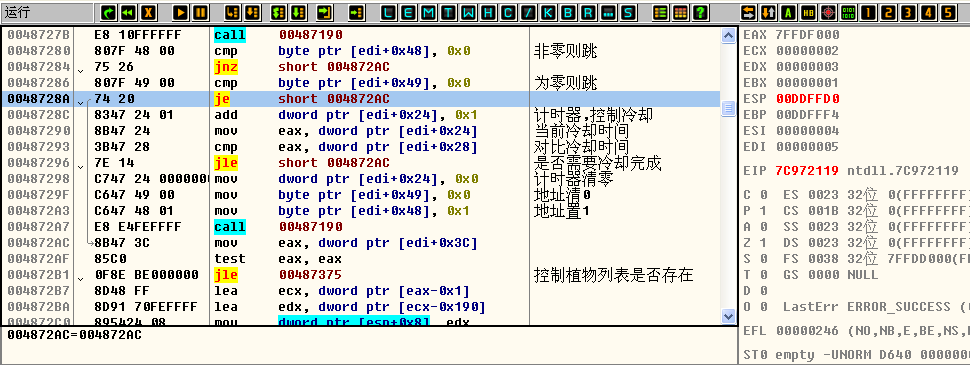 运行 L E M T W H C / K B R ... S ? A HB 1 2 3 4 5
0048727B E8 10FFFFFF call 00487190
00487280 807F 48 00 cmp byte ptr [edi+0x48], 0x0 非零则跳
00487284 75 26 jnz short 004872AC
00487286 807F 49 00 cmp byte ptr [edi+0x49], 0x0 为零则跳
0048728A 74 20 je short 004872AC
0048728C 8347 24 01 add dword ptr [edi+0x24], 0x1 计时器,控制冷却
00487290 8B47 24 mov eax, dword ptr [edi+0x24] 当前冷却时间
00487293 3B47 28 cmp eax, dword ptr [edi+0x28] 对比冷却时间
00487296 7E 14 jle short 004872AC 是否需要冷却完成
00487298 C747 24 0000000 mov dword ptr [edi+0x24], 0x0 计时器清零
0048729F C647 49 00 mov byte ptr [edi+0x49], 0x0 地址清0
004872A3 C647 48 01 mov byte ptr [edi+0x48], 0x1 地址置1
004872A7 E8 E4FEFFFF call 00487190
004872AC 8B47 3C mov eax, dword ptr [edi+0x3C]
004872AF 85C0 test eax, eax
004872B1 0F8E BE000000 jle 00487375 控制植物列表是否存在
004872B7 8D48 FF lea ecx, dword ptr [eax-0x1]
004872BA 8D91 70FEFFFF lea edx, dword ptr [ecx-0x190]
004872C0 895424 08 mov dword ptr [esp+0x8], edx
004872AC=004872AC
EAX 7FFDF000
ECX 00000002
EDX 00000003
EBX 00000001
ESP 00DDFFD0
EBP 00DDFFF4
ESI 00000004
EDI 00000005
EIP 7C972119 ntdll.7C972119
C 0 ES 0023 32位 0(FFFFFFFF)
P 1 CS 001B 32位 0(FFFFFFFF)
A 0 SS 0023 32位 0(FFFFFFFF)
Z 1 DS 0023 32位 0(FFFFFFFF)
S 0 FS 0038 32位 7FFDD000(FF
T 0 GS 0000 NULL
D 0
O 0 LastErr ERROR_SUCCESS (
EFL 00000246 (NO,NB,E,BE,NS,
ST0 empty -UNORM D640 0000000